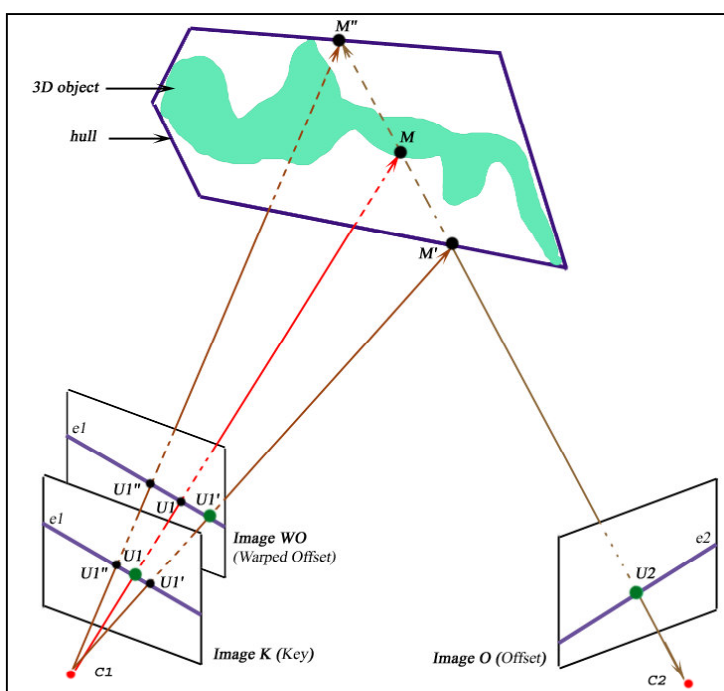 M"
3D object
hull
M
M'
e1
U1"
U1
U1'
Image WO
(Warped Offset)
e1
U1
U1"
U1'
Image K (Key)
C1
e2
U2
Image O (Offset)
C2